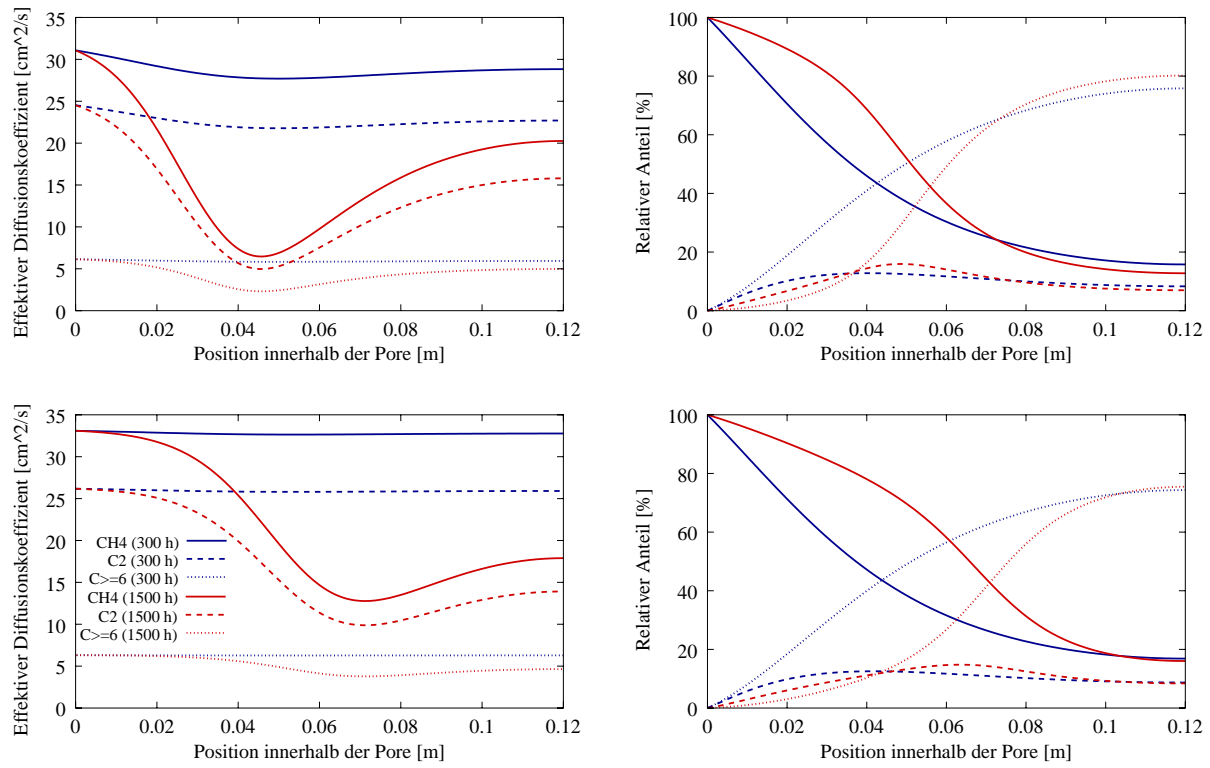 Effektiver Diffusionskoeffizient [cm^2/s]
35
30
25
20
15
10
5
0
0 0.02 0.04 0.06 0.08 0.1 0.12
Position innerhalb der Pore [m]
Relativer Anteil [%]
100
80
60
40
20
0
0 0.02 0.04 0.06 0.08 0.1 0.12
Position innerhalb der Pore [m]
Effektiver Diffusionskoeffizient [cm^2/s]
35
30
25
20
15
10
5
0
CH4 (300 h)
C2 (300 h)
C>=6 (300 h)
CH4 (1500 h)
C2 (1500 h)
C>=6 (1500 h)
0 0.02 0.04 0.06 0.08 0.1 0.12
Position innerhalb der Pore [m]
Relativer Anteil [%]
100
80
60
40
20
0
0 0.02 0.04 0.06 0.08 0.1 0.12
Position innerhalb der Pore [m]